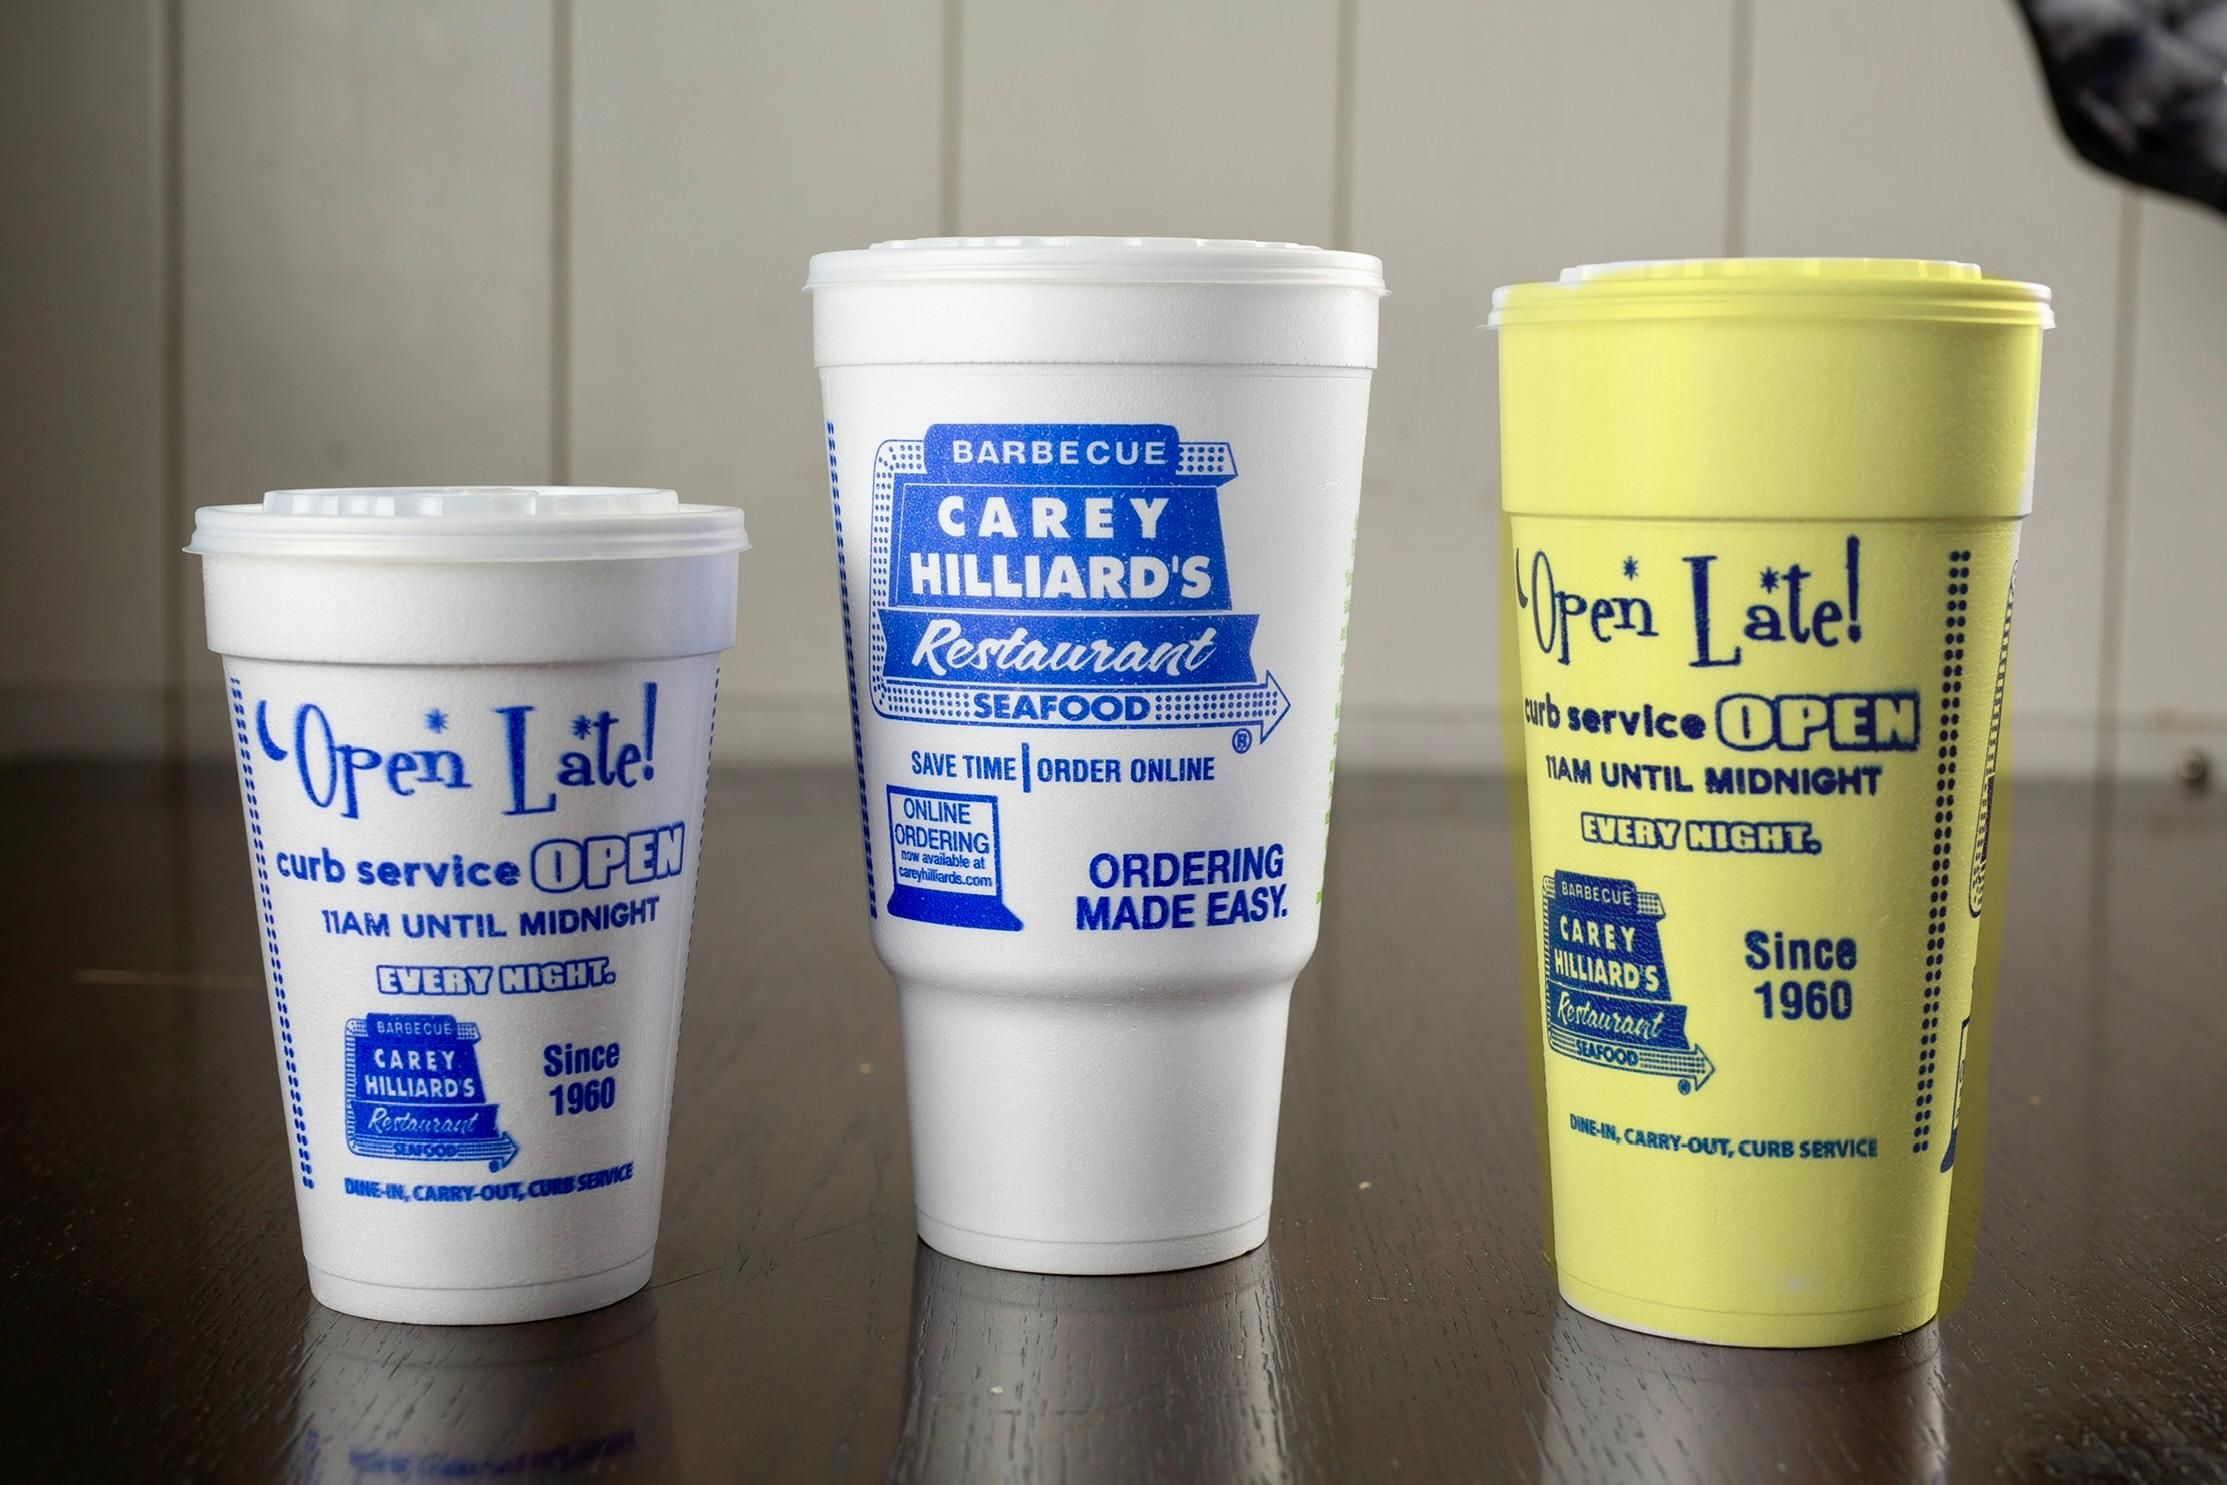 Open Late!
curb service OPEN
11AM UNTIL MIDNIGHT
EVERY NIGHT.
BARBECUE
CAREY
HILLIARD'S
Restaurant
SEAFOOD
®
Since
1960
DINE-IN, CARRY-OUT, CURB SERVICE
BARBECUE
CAREY
HILLIARD'S
Restaurant
SEAFOOD
®
SAVE TIME | ORDER ONLINE
ONLINE
ORDERING
now available at
careyhilliards.com
ORDERING
MADE EASY.
Open Late!
curb service OPEN
11AM UNTIL MIDNIGHT
EVERY NIGHT.
BARBECUE
CAREY
HILLIARD'S
Restaurant
SEAFOOD
®
Since
1960
DINE-IN, CARRY-OUT, CURB SERVICE